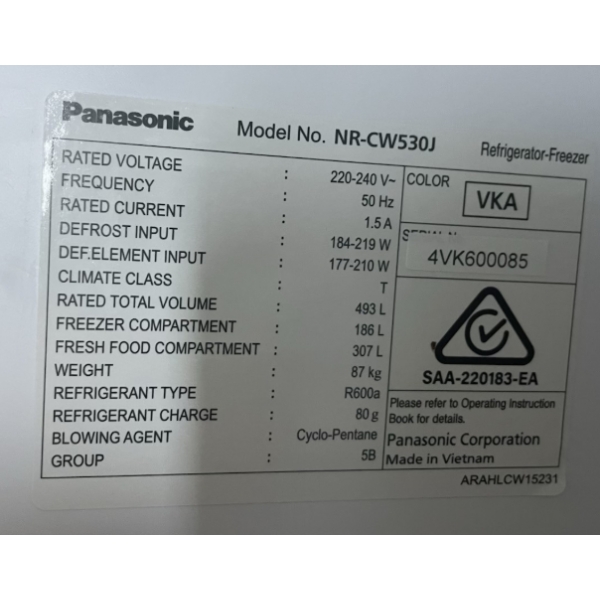 Panasonic Model No. NR-CW530J Refrigerator-Freezer
RATED VOLTAGE : 220-240 V~
FREQUENCY : 50 Hz
RATED CURRENT : 1.5 A
DEFROST INPUT : 184-219 W
DEF.ELEMENT INPUT : 177-210 W
CLIMATE CLASS : T
RATED TOTAL VOLUME : 493 L
FREEZER COMPARTMENT : 186 L
FRESH FOOD COMPARTMENT : 307 L
WEIGHT : 87 kg
REFRIGERANT TYPE : R600a
REFRIGERANT CHARGE : 80 g
BLOWING AGENT : Cyclo-Pentane
GROUP : 5B
COLOR VKA
4VK600085
SAA-220183-EA
Please refer to Operating Instruction
Book for details.
Panasonic Corporation
Made in Vietnam
ARAHLCW15231